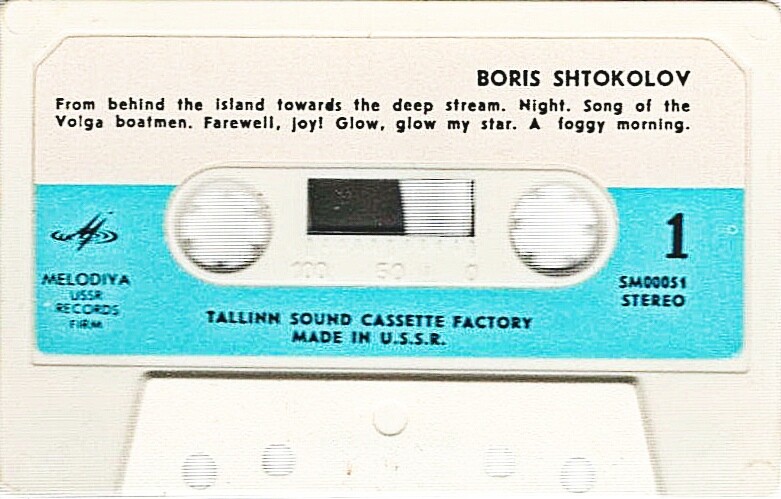 BORIS SHTOKOLOV
From behind the island towards the deep stream. Night. Song of the
Volga boatmen. Farewell, joy! Glow, glow my star. A foggy morning.
1
MELODIYA
USSR
RECORDS
FIRM
100 50 0
SM00051
STEREO
TALLINN SOUND CASSETTE FACTORY
MADE IN U.S.S.R.